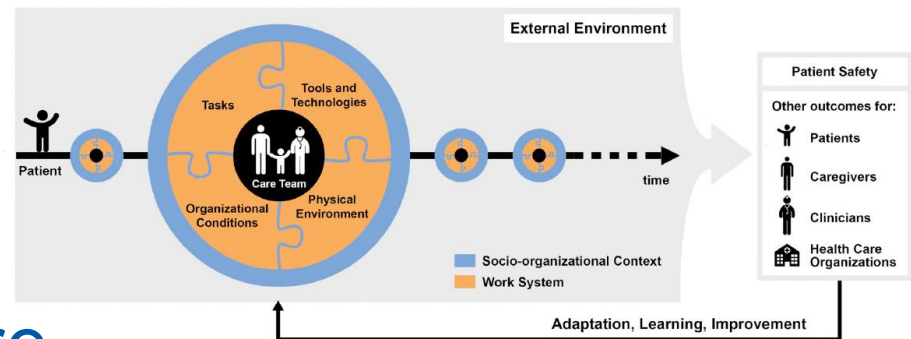 External Environment
Patient Safety
Other outcomes for:
Patients
Caregivers
Clinicians
Health Care
Organizations
Tasks
Tools and
Technologies
Care Team
Organizational
Conditions
Physical
Environment
Patient
time
Socio-organizational Context
Work System
Adaptation, Learning, Improvement